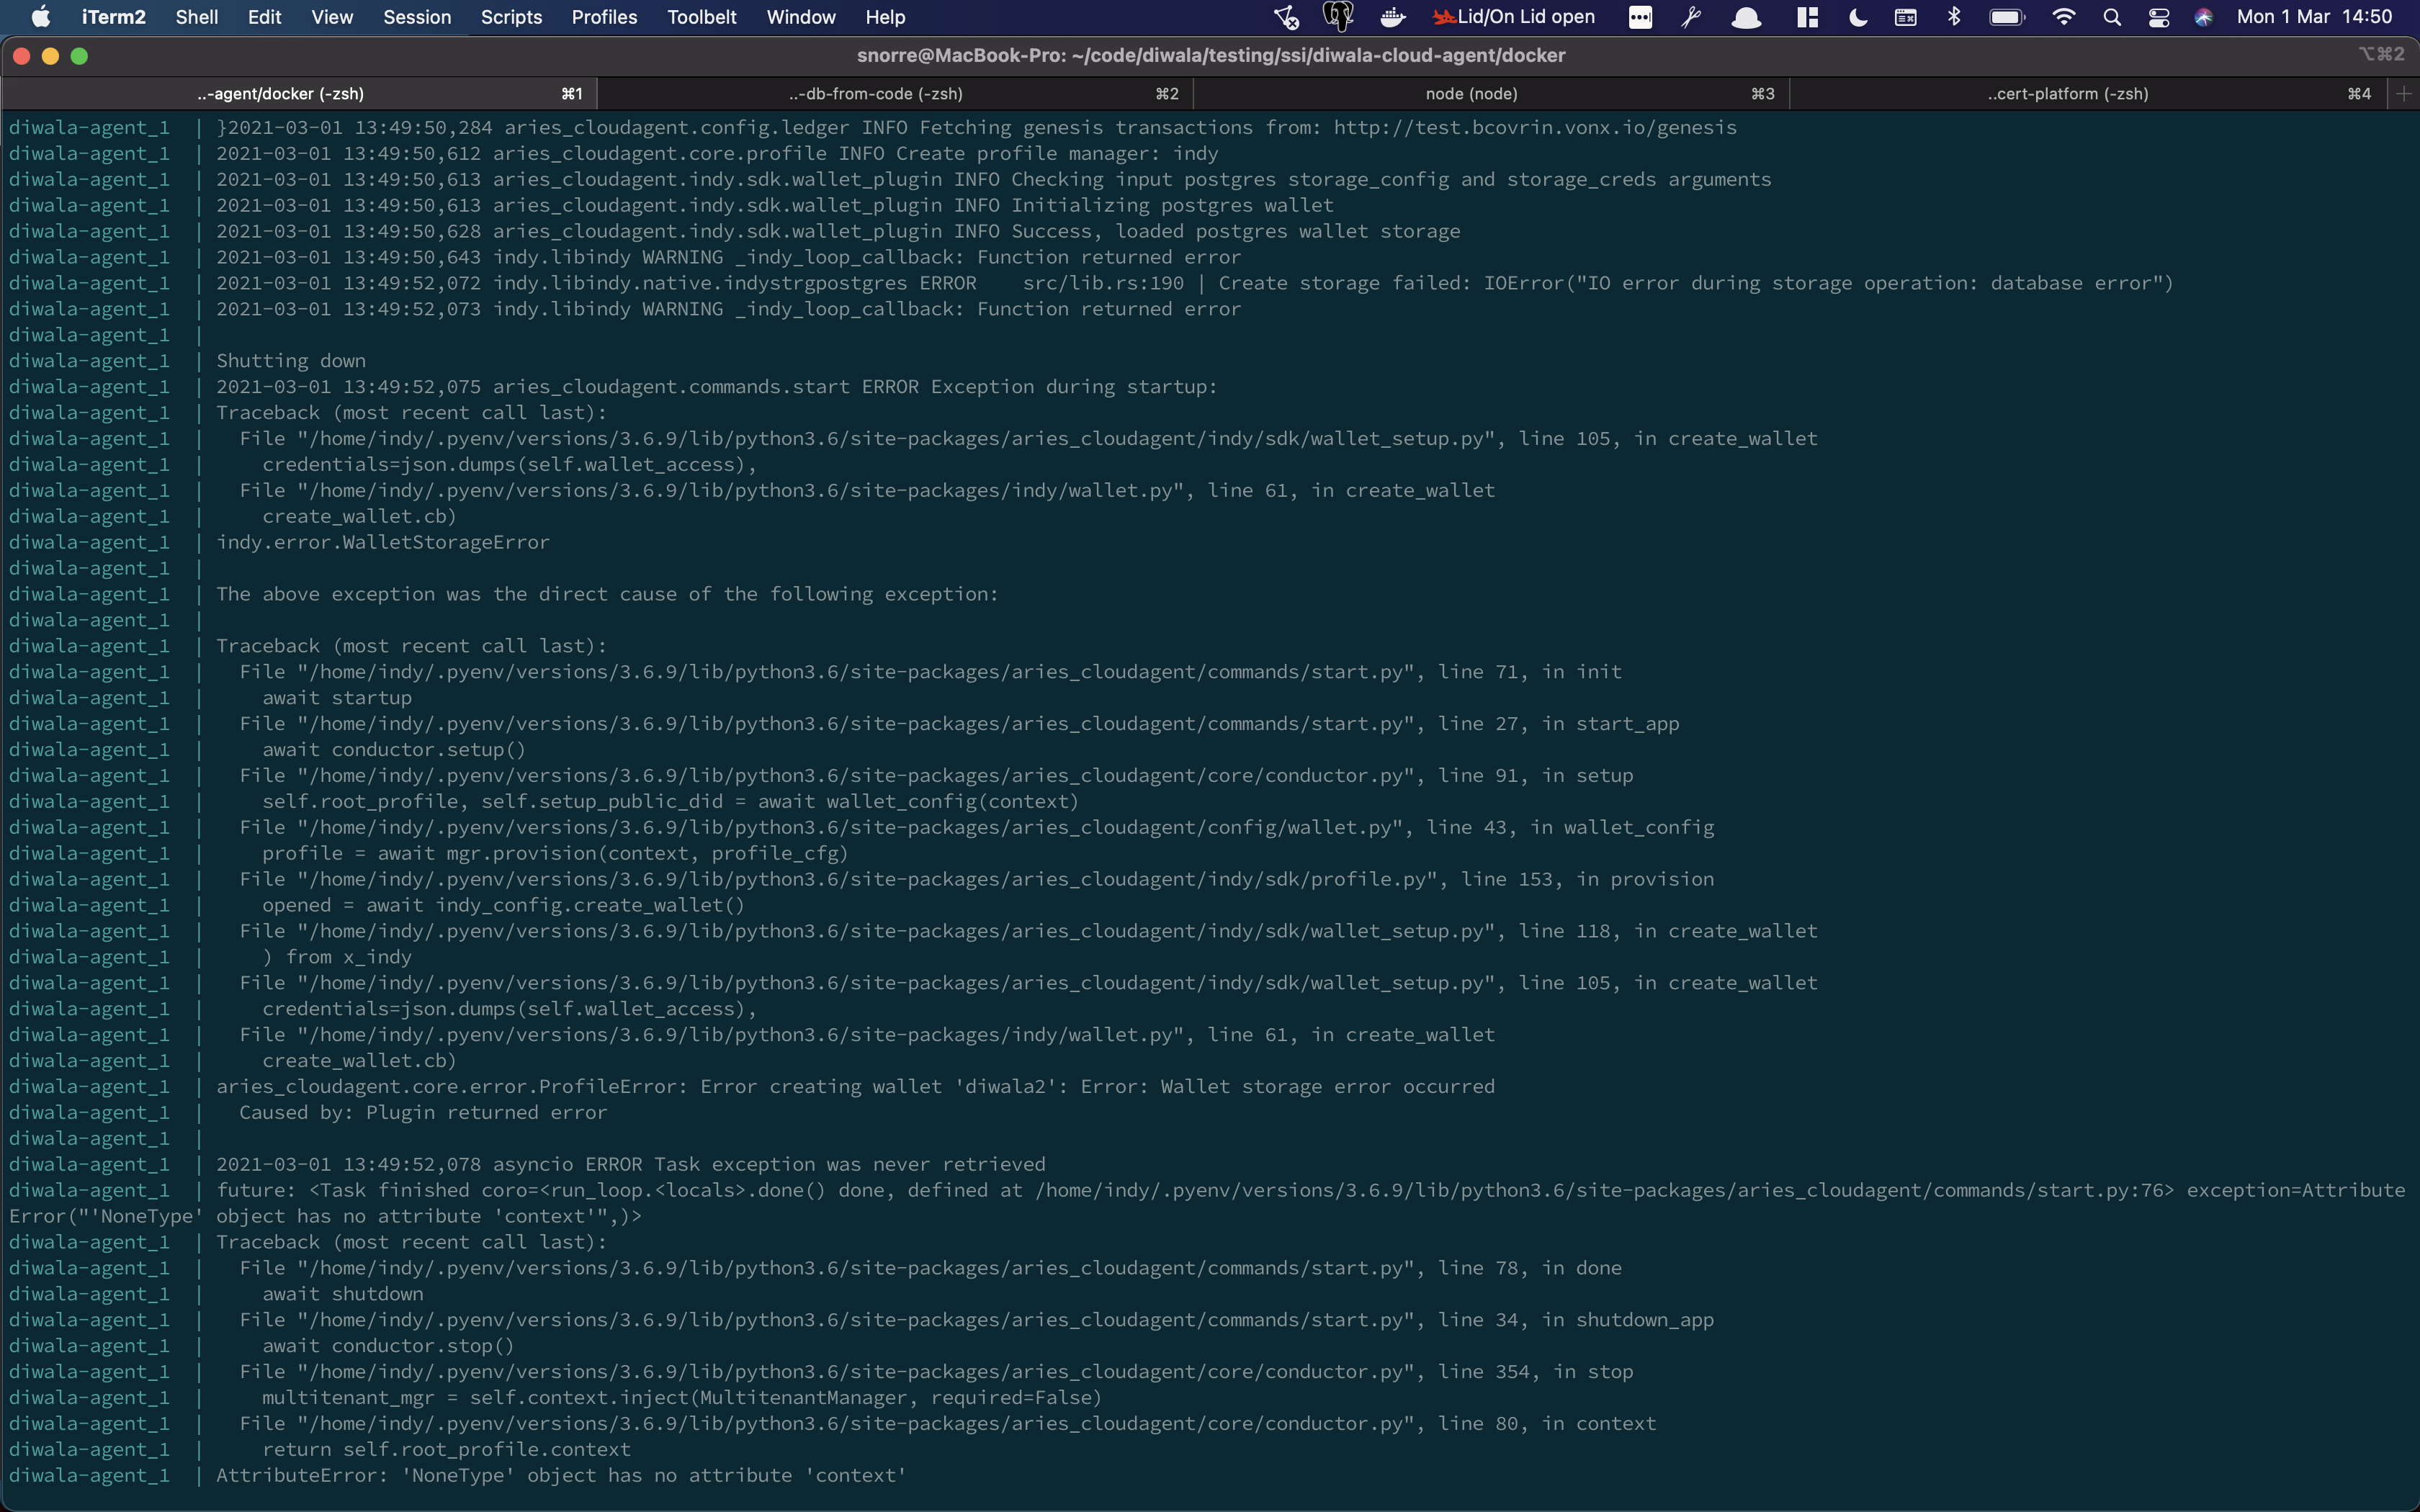 iTerm2 Shell Edit View Session Scripts Profiles Toolbelt Window Help Lid/On Lid open Mon 1 Mar 14:50
snorre@MacBook-Pro: ~/code/diwala/testing/ssi/diwala-cloud-agent/docker ⌥⌘2
..-agent/docker (-zsh) ⌘1 ..-db-from-code (-zsh) ⌘2 node (node) ⌘3 ..cert-platform (-zsh) ⌘4
diwala-agent_1 | }2021-03-01 13:49:50,284 aries_cloudagent.config.ledger INFO Fetching genesis transactions from: http://test.bcovrin.vonx.io/genesis
diwala-agent_1 | 2021-03-01 13:49:50,612 aries_cloudagent.core.profile INFO Create profile manager: indy
diwala-agent_1 | 2021-03-01 13:49:50,613 aries_cloudagent.indy.sdk.wallet_plugin INFO Checking input postgres storage_config and storage_creds arguments
diwala-agent_1 | 2021-03-01 13:49:50,613 aries_cloudagent.indy.sdk.wallet_plugin INFO Initializing postgres wallet
diwala-agent_1 | 2021-03-01 13:49:50,628 aries_cloudagent.indy.sdk.wallet_plugin INFO Success, loaded postgres wallet storage
diwala-agent_1 | 2021-03-01 13:49:50,643 indy.libindy WARNING _indy_loop_callback: Function returned error
diwala-agent_1 | 2021-03-01 13:49:52,072 indy.libindy.native.indystrgpostgres ERROR    src/lib.rs:190 | Create storage failed: IOError("IO error during storage operation: database error")
diwala-agent_1 | 2021-03-01 13:49:52,073 indy.libindy WARNING _indy_loop_callback: Function returned error
diwala-agent_1 |
diwala-agent_1 | Shutting down
diwala-agent_1 | 2021-03-01 13:49:52,075 aries_cloudagent.commands.start ERROR Exception during startup:
diwala-agent_1 | Traceback (most recent call last):
diwala-agent_1 |   File "/home/indy/.pyenv/versions/3.6.9/lib/python3.6/site-packages/aries_cloudagent/indy/sdk/wallet_setup.py", line 105, in create_wallet
diwala-agent_1 |     credentials=json.dumps(self.wallet_access),
diwala-agent_1 |   File "/home/indy/.pyenv/versions/3.6.9/lib/python3.6/site-packages/indy/wallet.py", line 61, in create_wallet
diwala-agent_1 |     create_wallet.cb)
diwala-agent_1 | indy.error.WalletStorageError
diwala-agent_1 |
diwala-agent_1 | The above exception was the direct cause of the following exception:
diwala-agent_1 |
diwala-agent_1 | Traceback (most recent call last):
diwala-agent_1 |   File "/home/indy/.pyenv/versions/3.6.9/lib/python3.6/site-packages/aries_cloudagent/commands/start.py", line 71, in init
diwala-agent_1 |     await startup
diwala-agent_1 |   File "/home/indy/.pyenv/versions/3.6.9/lib/python3.6/site-packages/aries_cloudagent/commands/start.py", line 27, in start_app
diwala-agent_1 |     await conductor.setup()
diwala-agent_1 |   File "/home/indy/.pyenv/versions/3.6.9/lib/python3.6/site-packages/aries_cloudagent/core/conductor.py", line 91, in setup
diwala-agent_1 |     self.root_profile, self.setup_public_did = await wallet_config(context)
diwala-agent_1 |   File "/home/indy/.pyenv/versions/3.6.9/lib/python3.6/site-packages/aries_cloudagent/config/wallet.py", line 43, in wallet_config
diwala-agent_1 |     profile = await mgr.provision(context, profile_cfg)
diwala-agent_1 |   File "/home/indy/.pyenv/versions/3.6.9/lib/python3.6/site-packages/aries_cloudagent/indy/sdk/profile.py", line 153, in provision
diwala-agent_1 |     opened = await indy_config.create_wallet()
diwala-agent_1 |   File "/home/indy/.pyenv/versions/3.6.9/lib/python3.6/site-packages/aries_cloudagent/indy/sdk/wallet_setup.py", line 118, in create_wallet
diwala-agent_1 |     ) from x_indy
diwala-agent_1 |   File "/home/indy/.pyenv/versions/3.6.9/lib/python3.6/site-packages/aries_cloudagent/indy/sdk/wallet_setup.py", line 105, in create_wallet
diwala-agent_1 |     credentials=json.dumps(self.wallet_access),
diwala-agent_1 |   File "/home/indy/.pyenv/versions/3.6.9/lib/python3.6/site-packages/indy/wallet.py", line 61, in create_wallet
diwala-agent_1 |     create_wallet.cb)
diwala-agent_1 | aries_cloudagent.core.error.ProfileError: Error creating wallet 'diwala2': Error: Wallet storage error occurred
diwala-agent_1 |   Caused by: Plugin returned error
diwala-agent_1 |
diwala-agent_1 | 2021-03-01 13:49:52,078 asyncio ERROR Task exception was never retrieved
diwala-agent_1 | future: <Task finished coro=<run_loop.<locals>.done() done, defined at /home/indy/.pyenv/versions/3.6.9/lib/python3.6/site-packages/aries_cloudagent/commands/start.py:76> exception=Attribute
Error("'NoneType' object has no attribute 'context'",)>
diwala-agent_1 | Traceback (most recent call last):
diwala-agent_1 |   File "/home/indy/.pyenv/versions/3.6.9/lib/python3.6/site-packages/aries_cloudagent/commands/start.py", line 78, in done
diwala-agent_1 |     await shutdown
diwala-agent_1 |   File "/home/indy/.pyenv/versions/3.6.9/lib/python3.6/site-packages/aries_cloudagent/commands/start.py", line 34, in shutdown_app
diwala-agent_1 |     await conductor.stop()
diwala-agent_1 |   File "/home/indy/.pyenv/versions/3.6.9/lib/python3.6/site-packages/aries_cloudagent/core/conductor.py", line 354, in stop
diwala-agent_1 |     multitenant_mgr = self.context.inject(MultitenantManager, required=False)
diwala-agent_1 |   File "/home/indy/.pyenv/versions/3.6.9/lib/python3.6/site-packages/aries_cloudagent/core/conductor.py", line 80, in context
diwala-agent_1 |     return self.root_profile.context
diwala-agent_1 | AttributeError: 'NoneType' object has no attribute 'context'